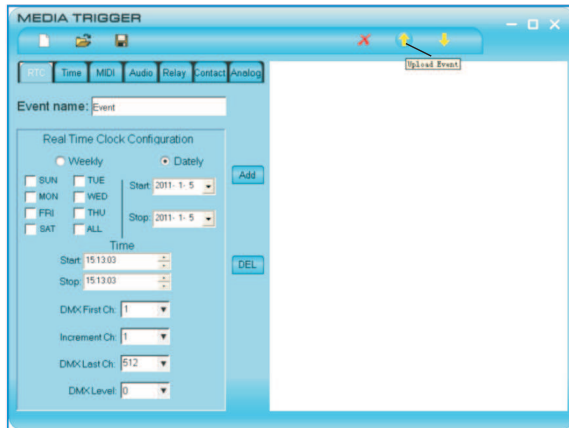 MEDIA TRIGGER
Upload Event
RTC Time MIDI Audio Relay Contact Analog
Event name: Event
Real Time Clock Configuration
Weekly Dately
SUN TUE
MON WED
FRI THU
SAT ALL
Start: 2011- 1- 5
Stop: 2011- 1- 5
Add
Time
Start: 15:13:03
Stop: 15:13:03
DEL
DMX First Ch: 1
Increment Ch: 1
DMX Last Ch: 512
DMX Level: 0